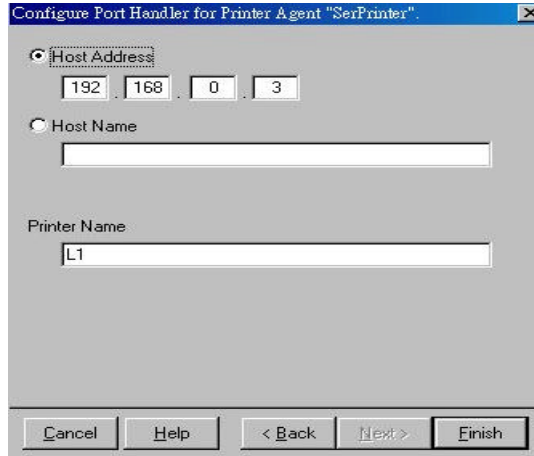 Configure Port Handler for Printer Agent "SerPrinter".
Host Address
192 . 168 . 0 . 3
Host Name
Printer Name
L1
Cancel Help < Back Next > Finish